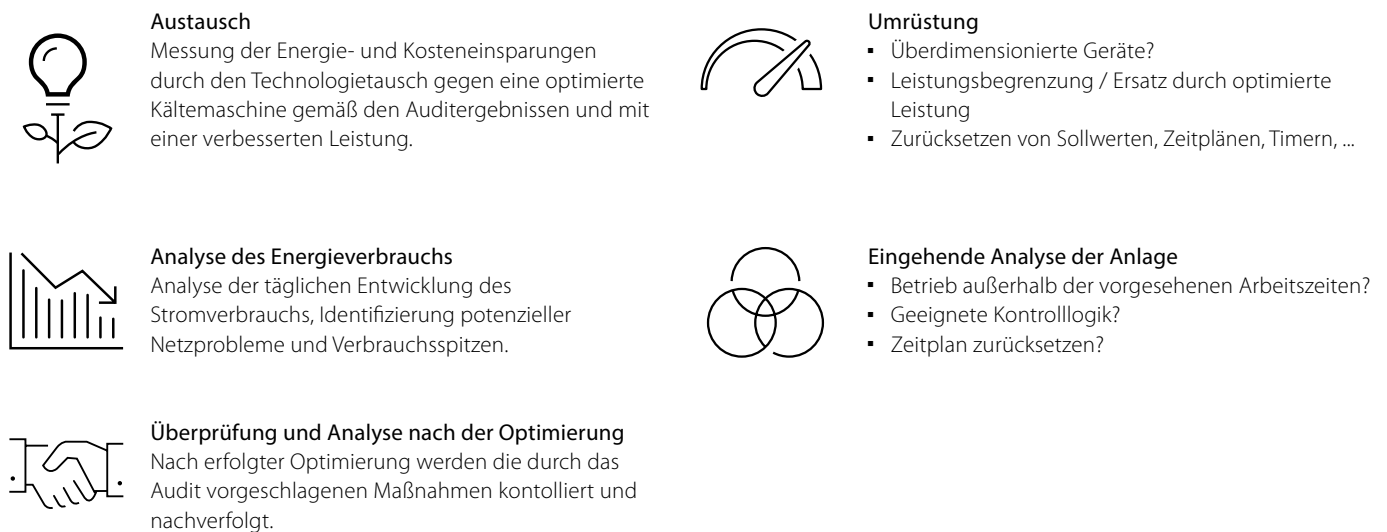 Austausch
Messung der Energie- und Kosteneinsparungen
durch den Technologietausch gegen eine optimierte
Kältemaschine gemäß den Auditergebnissen und mit
einer verbesserten Leistung.
Umrüstung
▪ Überdimensionierte Geräte?
▪ Leistungsbegrenzung / Ersatz durch optimierte
Leistung
▪ Zurücksetzen von Sollwerten, Zeitplänen, Timern, ...
Analyse des Energieverbrauchs
Analyse der täglichen Entwicklung des
Stromverbrauchs, Identifizierung potenzieller
Netzprobleme und Verbrauchsspitzen.
Eingehende Analyse der Anlage
▪ Betrieb außerhalb der vorgesehenen Arbeitszeiten?
▪ Geeignete Kontrolllogik?
▪ Zeitplan zurücksetzen?
Überprüfung und Analyse nach der Optimierung
Nach erfolgter Optimierung werden die durch das
Audit vorgeschlagenen Maßnahmen kontolliert und
nachverfolgt.